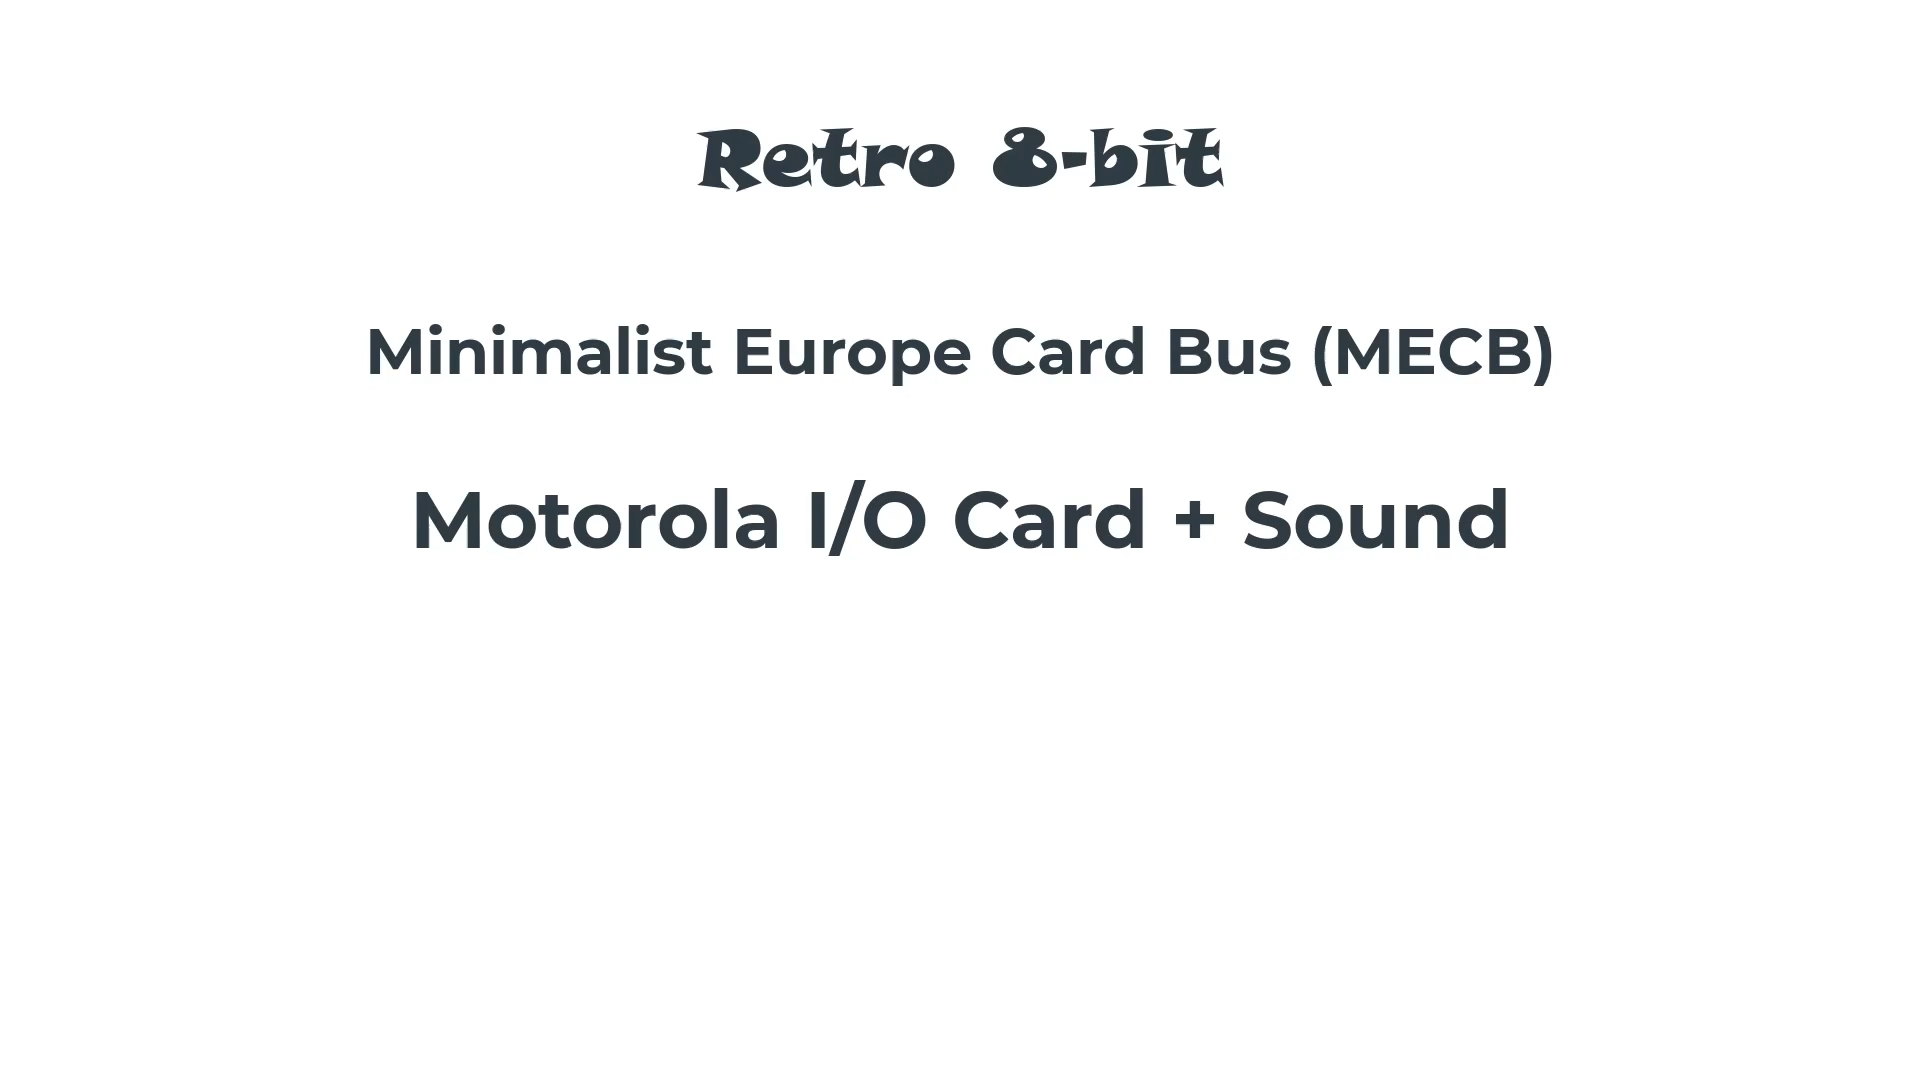 Retro 8-bit
Minimalist Europe Card Bus (MECB)
Motorola I/O Card + Sound